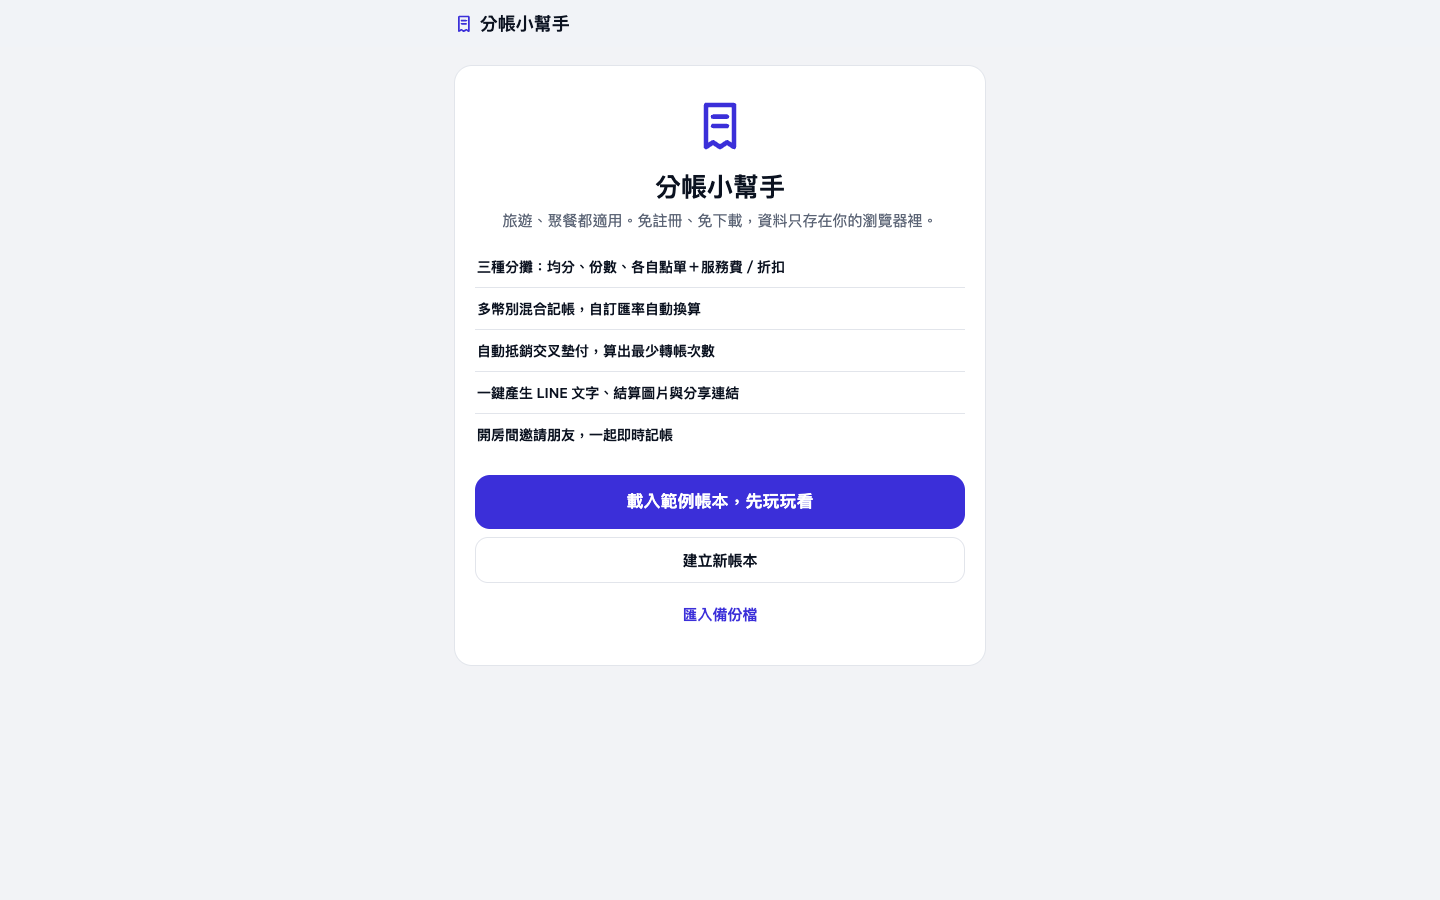 分帳小幫手
分帳小幫手
旅遊、聚餐都適用。免註冊、免下載，資料只存在你的瀏覽器裡。
三種分攤：均分、份數、各自點單＋服務費 / 折扣
多幣別混合記帳，自訂匯率自動換算
自動抵銷交叉墊付，算出最少轉帳次數
一鍵產生 LINE 文字、結算圖片與分享連結
開房間邀請朋友，一起即時記帳
載入範例帳本，先玩玩看
建立新帳本
匯入備份檔